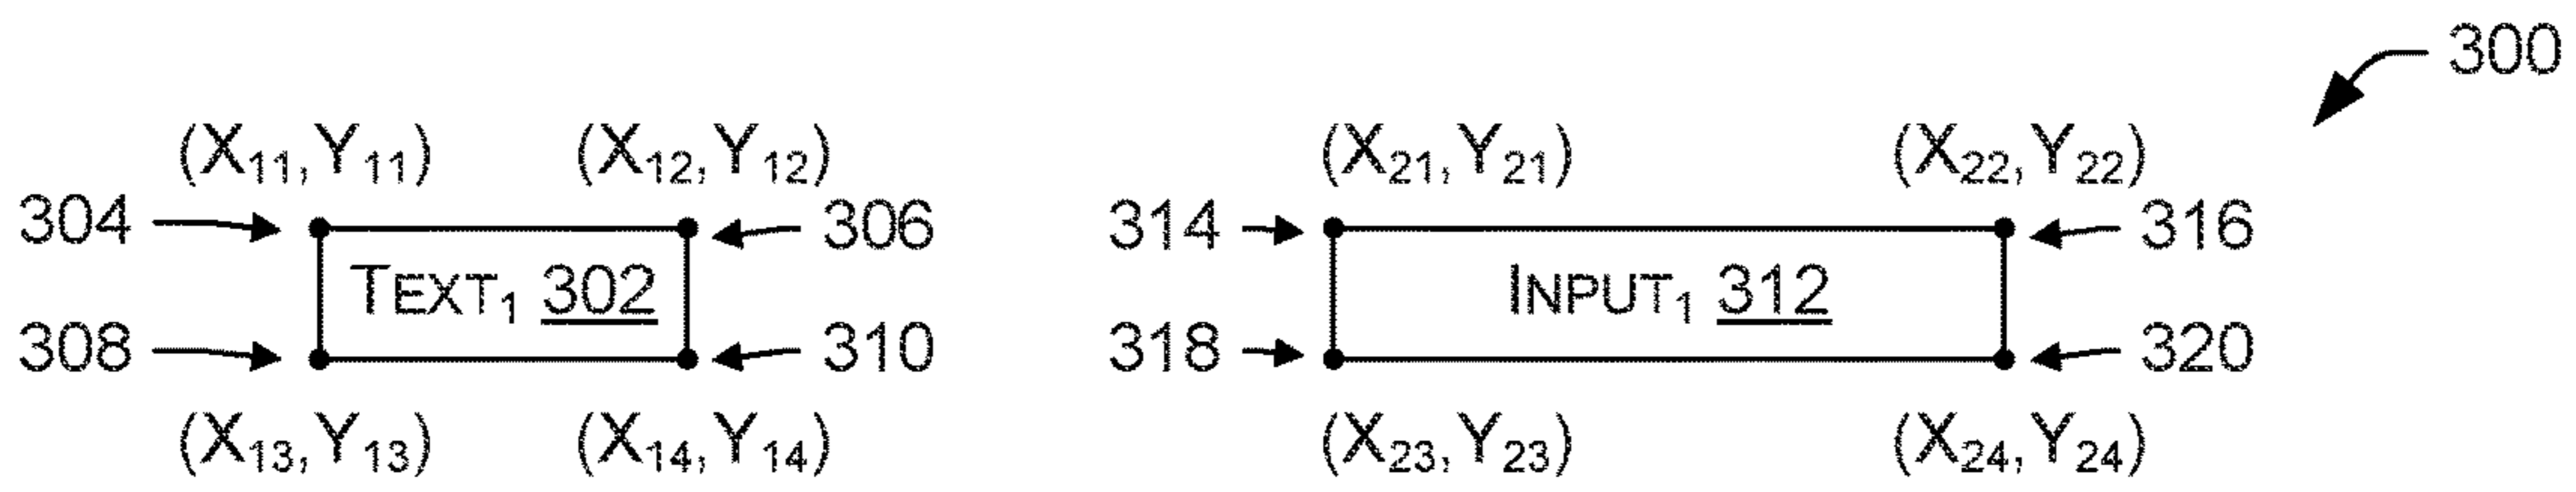 300
(X₁₁,Y₁₁) (X₁₂,Y₁₂) (X₂₁,Y₂₁) (X₂₂,Y₂₂)
304 306 314 316
TEXT₁ 302 INPUT₁ 312
308 310 318 320
(X₁₃,Y₁₃) (X₁₄,Y₁₄) (X₂₃,Y₂₃) (X₂₄,Y₂₄)